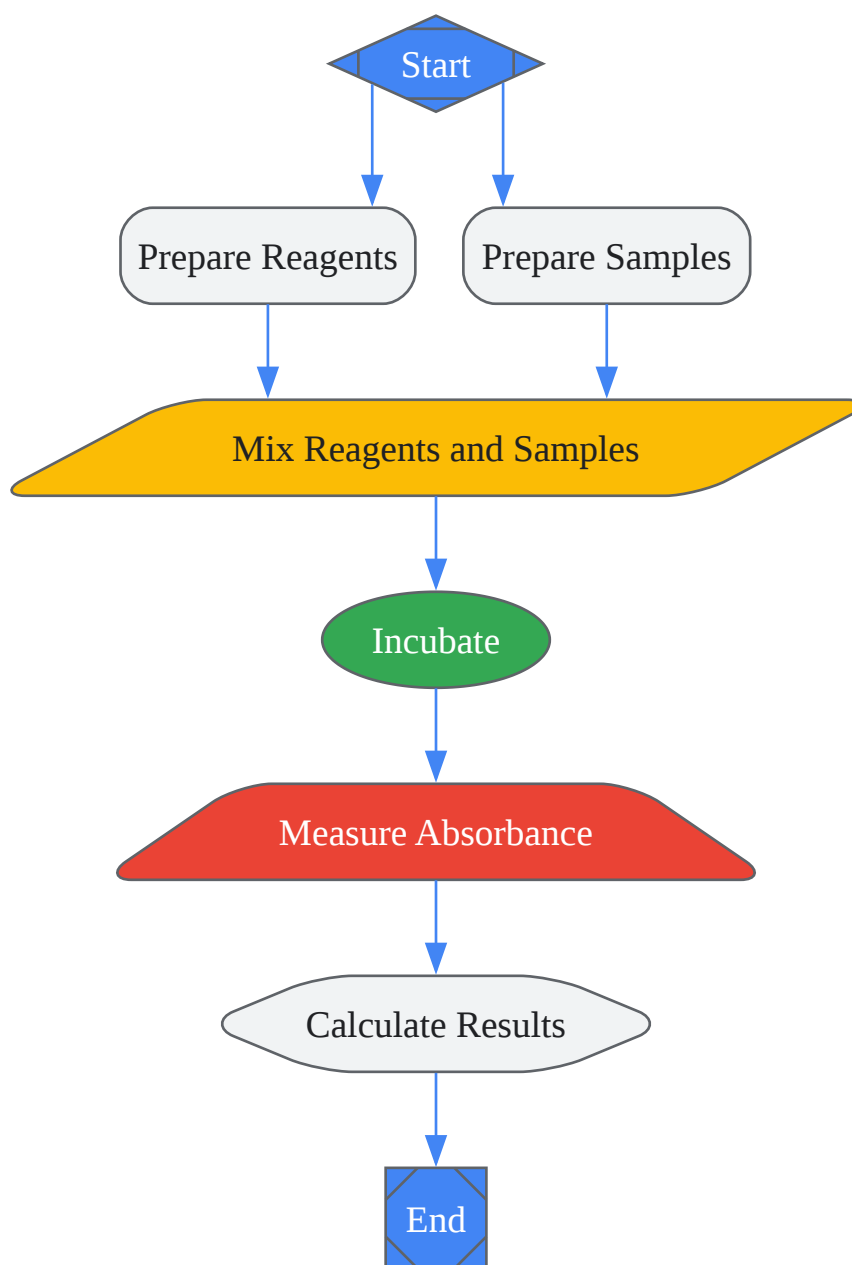 Start
Prepare Reagents
Prepare Samples
Mix Reagents and Samples
Incubate
Measure Absorbance
Calculate Results
End